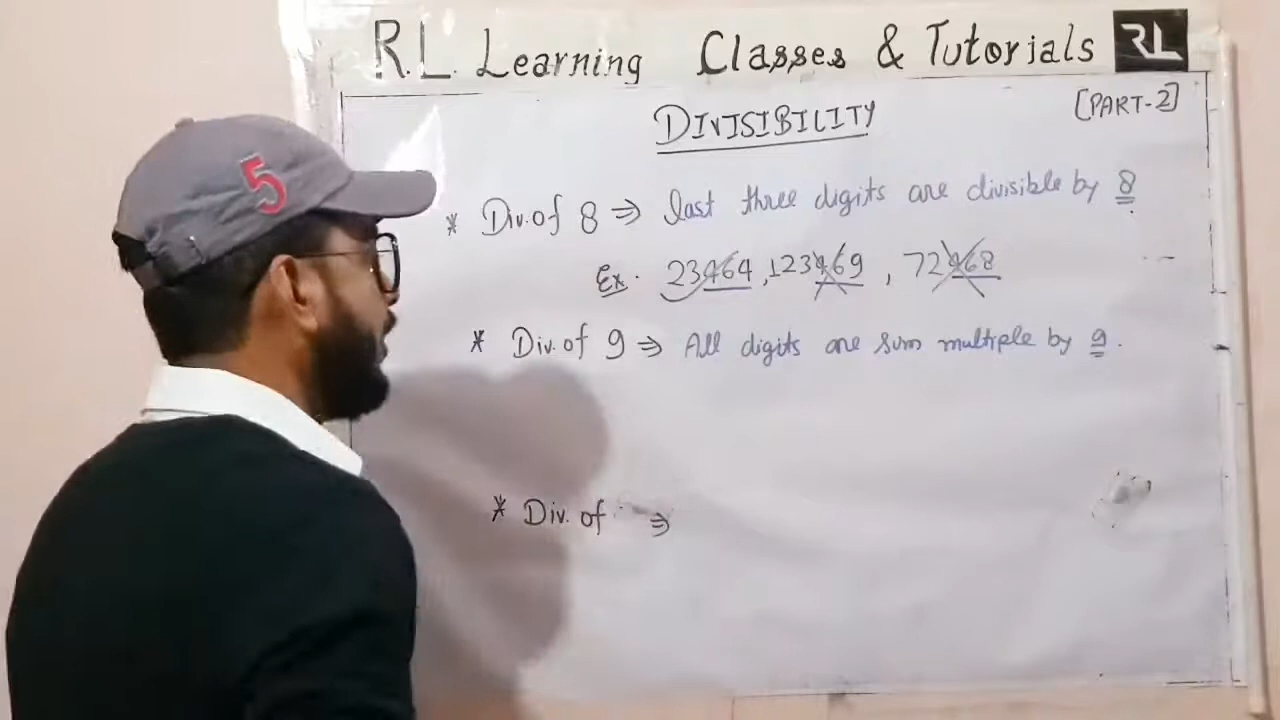 R.L. Learning Classes & Tutorials RL
DIVISIBILITY [PART-2]
* Div. of 8 ⇒ last three digits are divisible by 8
Ex. 23464, 123469, 72468
* Div. of 9 ⇒ All digits are sum multiple by 9.
* Div. of ⇒
5